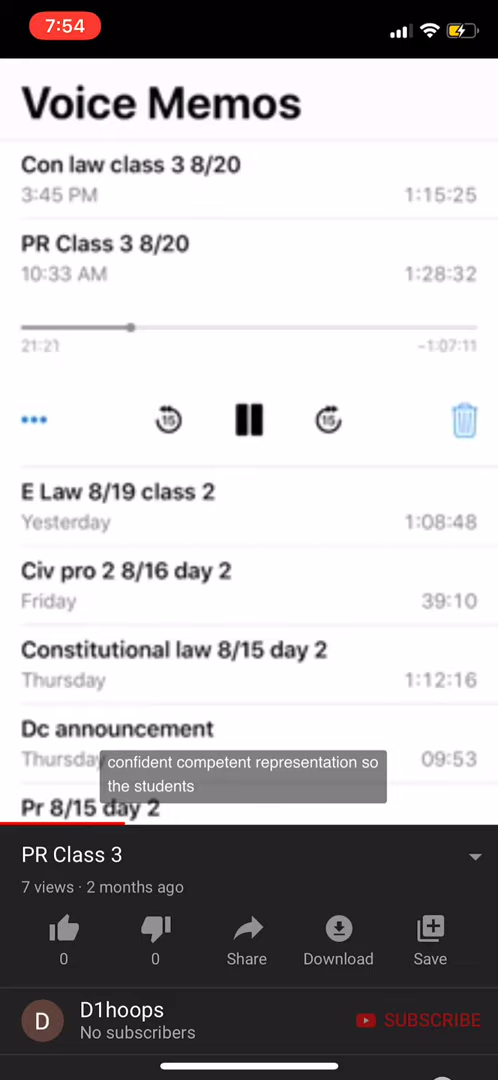 7:54
Voice Memos
Con law class 3 8/20
3:45 PM 1:15:25
PR Class 3 8/20
10:33 AM 1:28:32
21:21 -1:07:11
15 15
E Law 8/19 class 2
Yesterday 1:08:48
Civ pro 2 8/16 day 2
Friday 39:10
Constitutional law 8/15 day 2
Thursday 1:12:16
Dc announcement
Thursday 09:53
confident competent representation so
the students
Pr 8/15 day 2
PR Class 3
7 views · 2 months ago
0 0 Share Download Save
D D1hoops
No subscribers
SUBSCRIBE